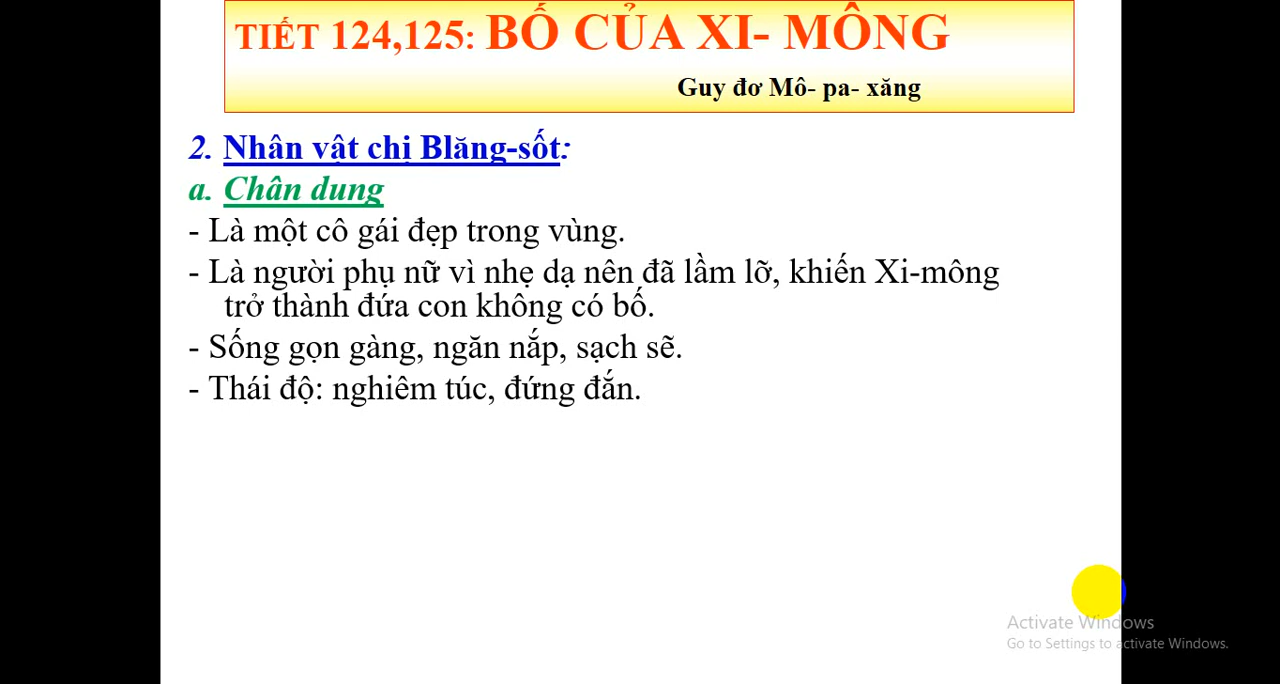 TIẾT 124,125: BỐ CỦA XI- MÔNG
Guy đơ Mô- pa- xăng
2. Nhân vật chị Blăng-sốt:
a. Chân dung
- Là một cô gái đẹp trong vùng.
- Là người phụ nữ vì nhẹ dạ nên đã lầm lỡ, khiến Xi-mông
trở thành đứa con không có bố.
- Sống gọn gàng, ngăn nắp, sạch sẽ.
- Thái độ: nghiêm túc, đứng đắn.
Activate Windows
Go to Settings to activate Windows.